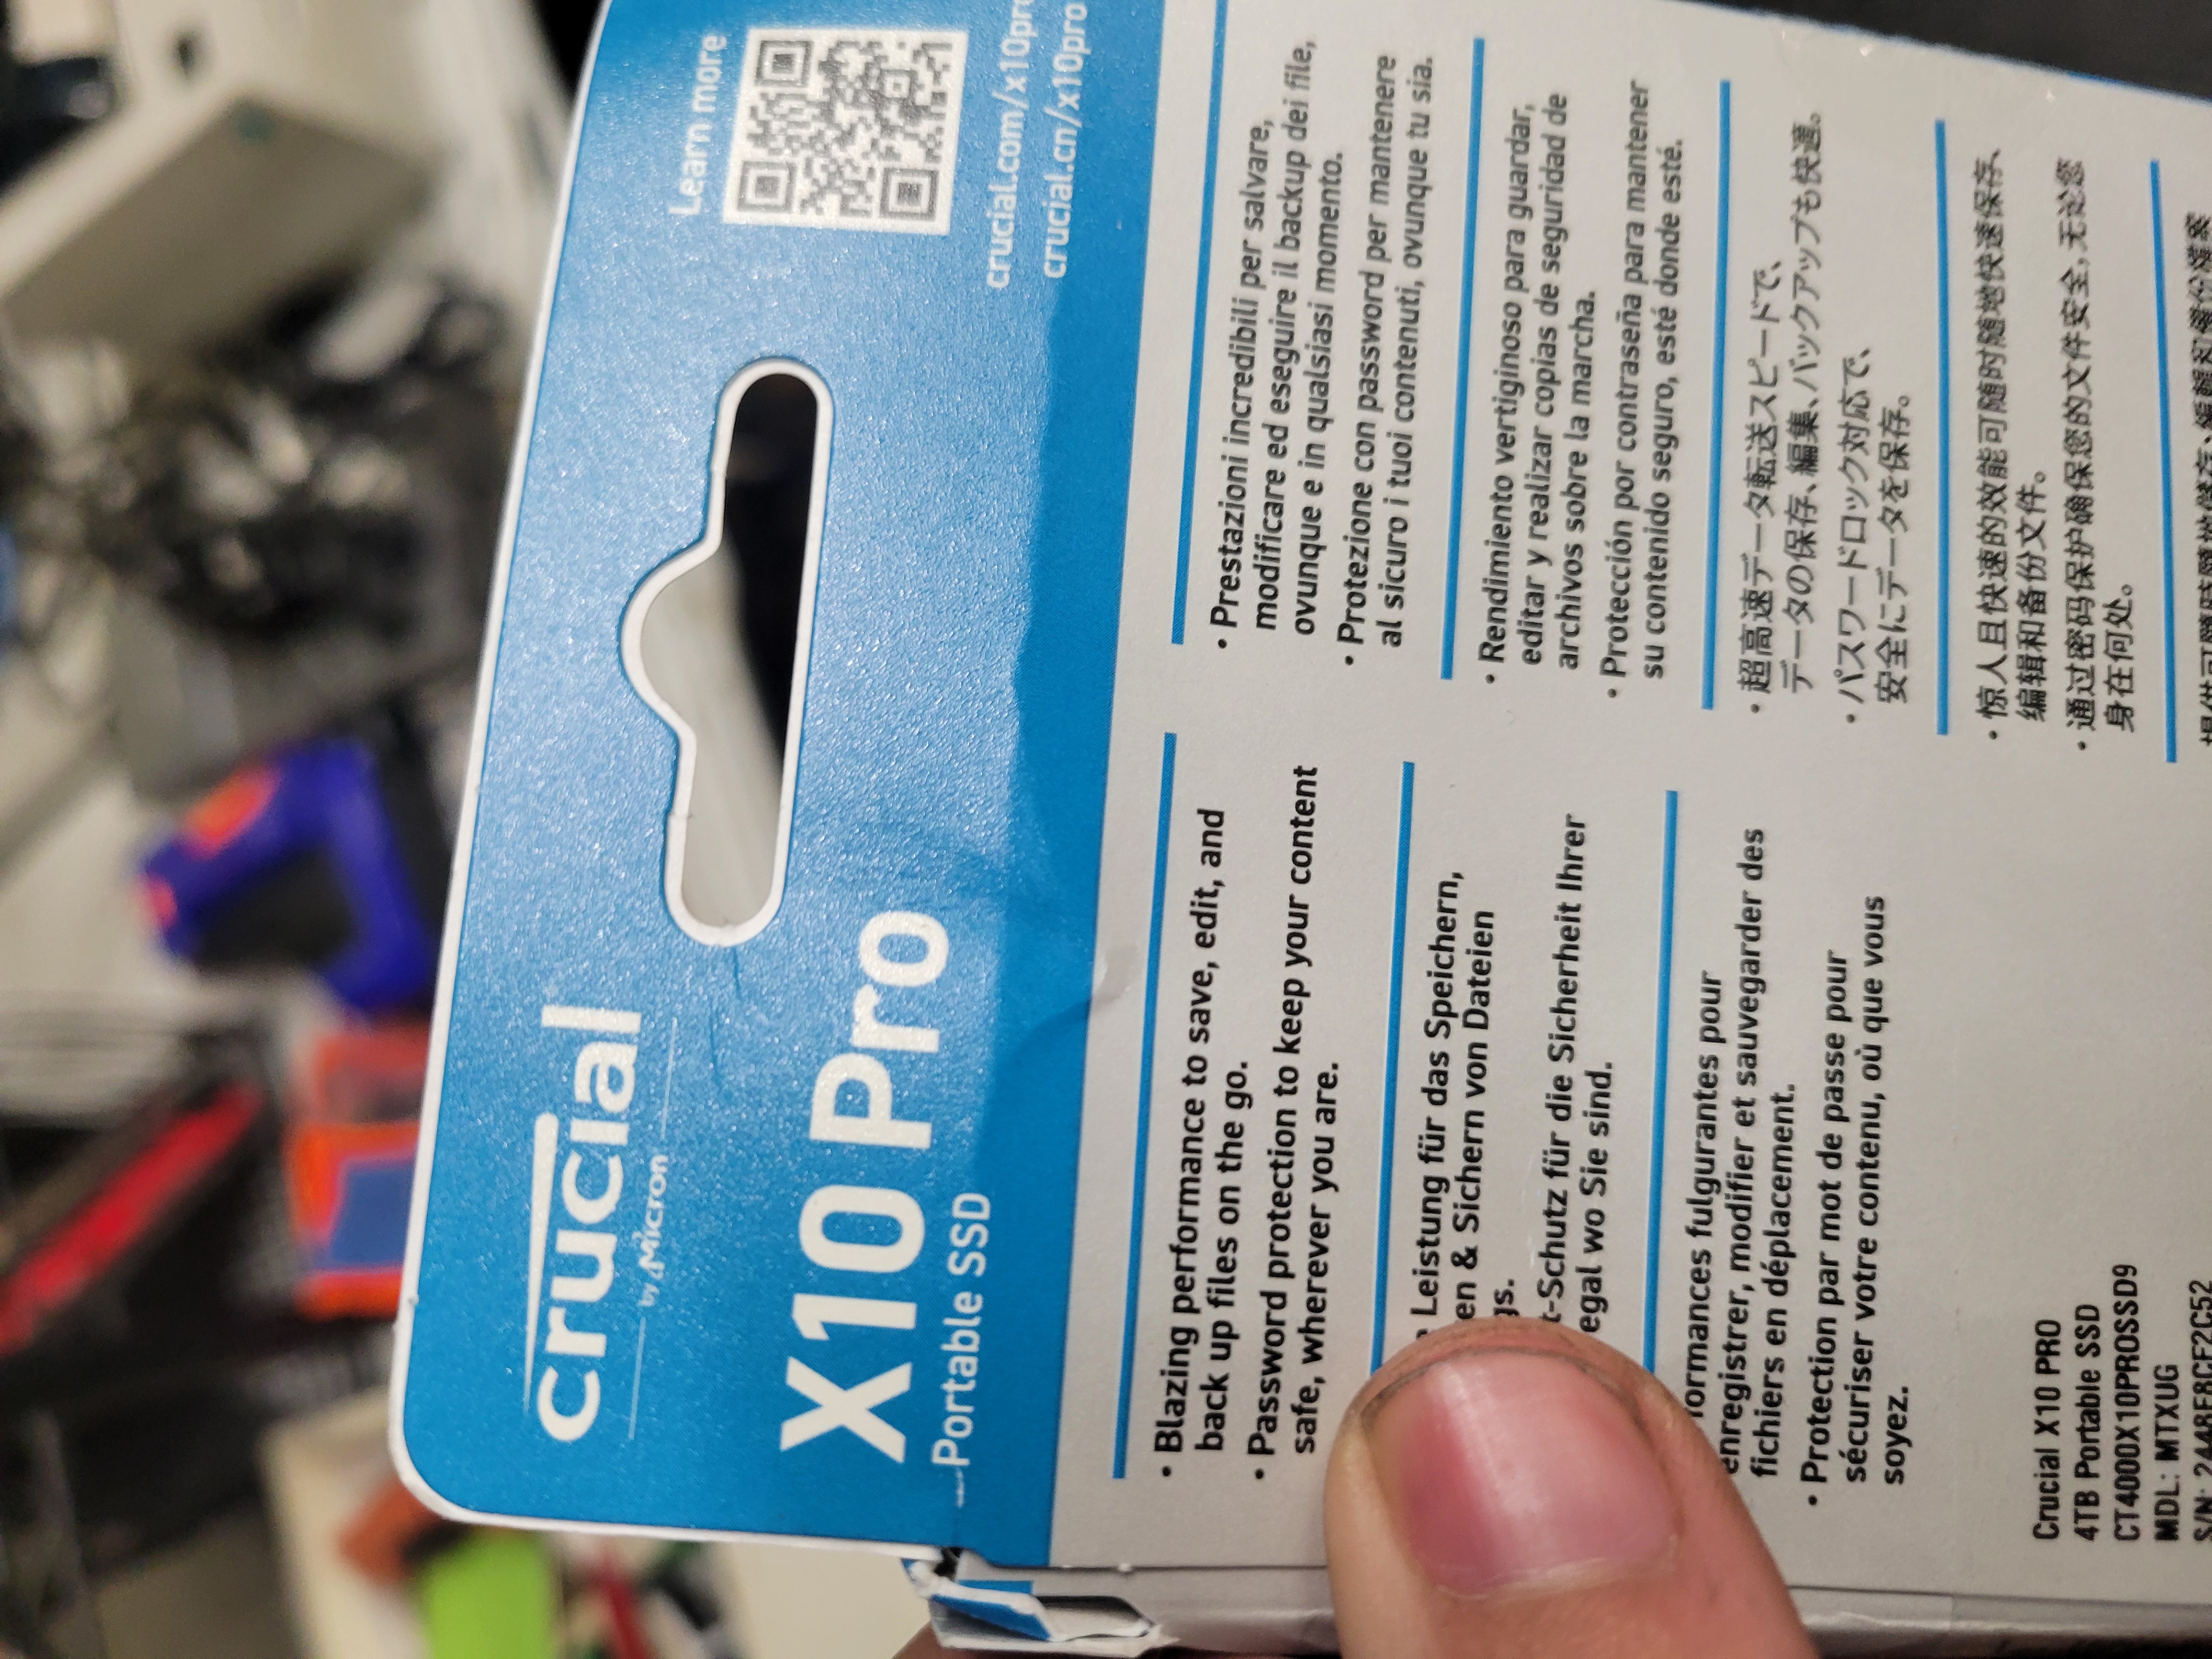 crucial
by Micron
X10 Pro
Portable SSD
Learn more
crucial.com/x10pro
crucial.cn/x10pro
• Blazing performance to save, edit, and
back up files on the go.
• Password protection to keep your content
safe, wherever you are.
Leistung für das Speichern,
en & Sichern von Dateien
gs.
t-Schutz für die Sicherheit Ihrer
egal wo Sie sind.
ormances fulgurantes pour
enregistrer, modifier et sauvegarder des
fichiers en déplacement.
• Protection par mot de passe pour
sécuriser votre contenu, où que vous
soyez.
Crucial X10 PRO
4TB Portable SSD
CT4000X10PROSSD9
MDL: MTXUG
• Prestazioni incredibili per salvare,
modificare ed eseguire il backup dei file,
ovunque e in qualsiasi momento.
• Protezione con password per mantenere
al sicuro i tuoi contenuti, ovunque tu sia.
• Rendimiento vertiginoso para guardar,
editar y realizar copias de seguridad de
archivos sobre la marcha.
• Protección por contraseña para mantener
su contenido seguro, esté donde esté.
• 超高速データ転送スピードで、
データの保存、編集、バックアップも快適。
• パスワードロック対応で、
安全にデータを保存。
• 惊人且快速的效能可随时随地快速保存、
编辑和备份文件。
• 通过密码保护确保您的文件安全,无论您
身在何处。